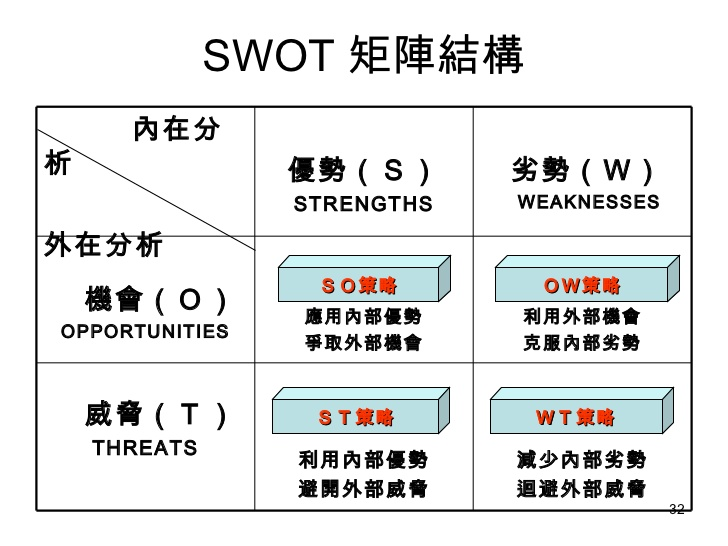 SWOT 矩陣結構
內在分
析
外在分析
優勢（Ｓ）
STRENGTHS
劣勢（Ｗ）
WEAKNESSES
機會（Ｏ）
OPPORTUNITIES
ＳＯ策略
應用內部優勢
爭取外部機會
ＯＷ策略
利用外部機會
克服內部劣勢
威脅（Ｔ）
THREATS
ＳＴ策略
利用內部優勢
避開外部威脅
ＷＴ策略
減少內部劣勢
迴避外部威脅
32